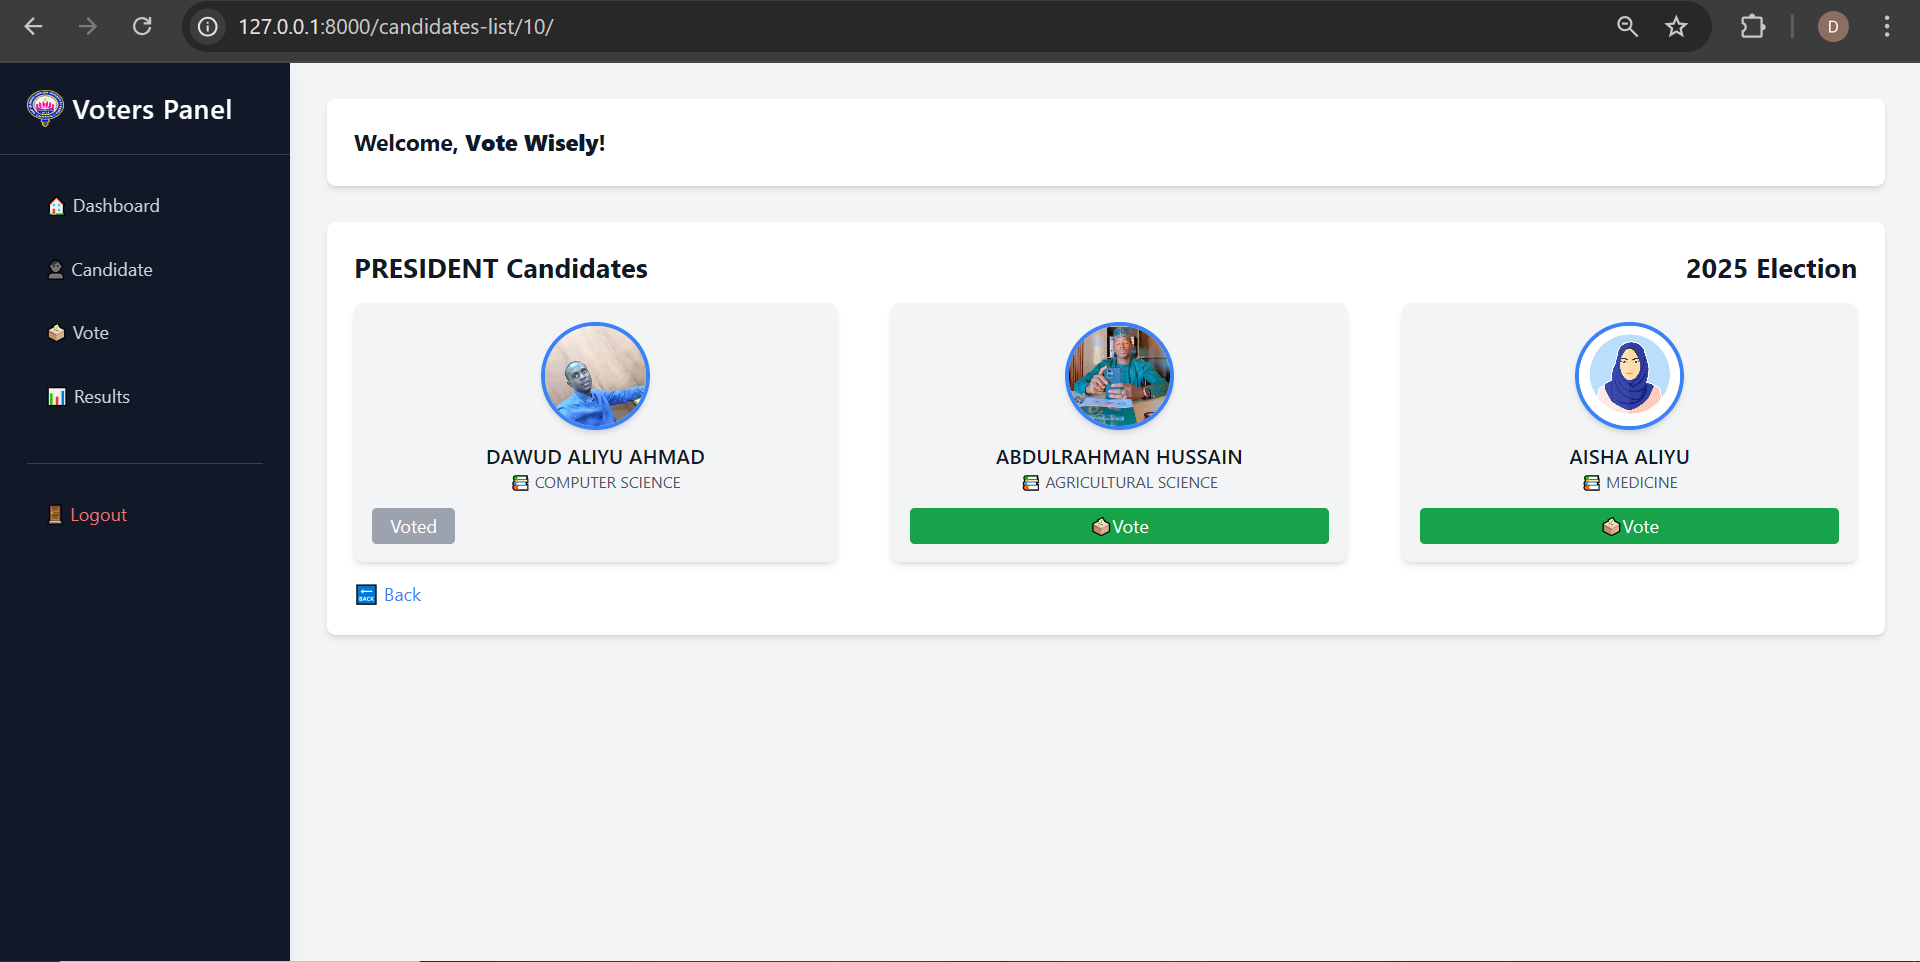 127.0.0.1:8000/candidates-list/10/
D
Voters Panel
Dashboard
Candidate
Vote
Results
Logout
Welcome, Vote Wisely!
PRESIDENT Candidates
2025 Election
DAWUD ALIYU AHMAD
COMPUTER SCIENCE
Voted
ABDULRAHMAN HUSSAIN
AGRICULTURAL SCIENCE
Vote
AISHA ALIYU
MEDICINE
Vote
BACK Back